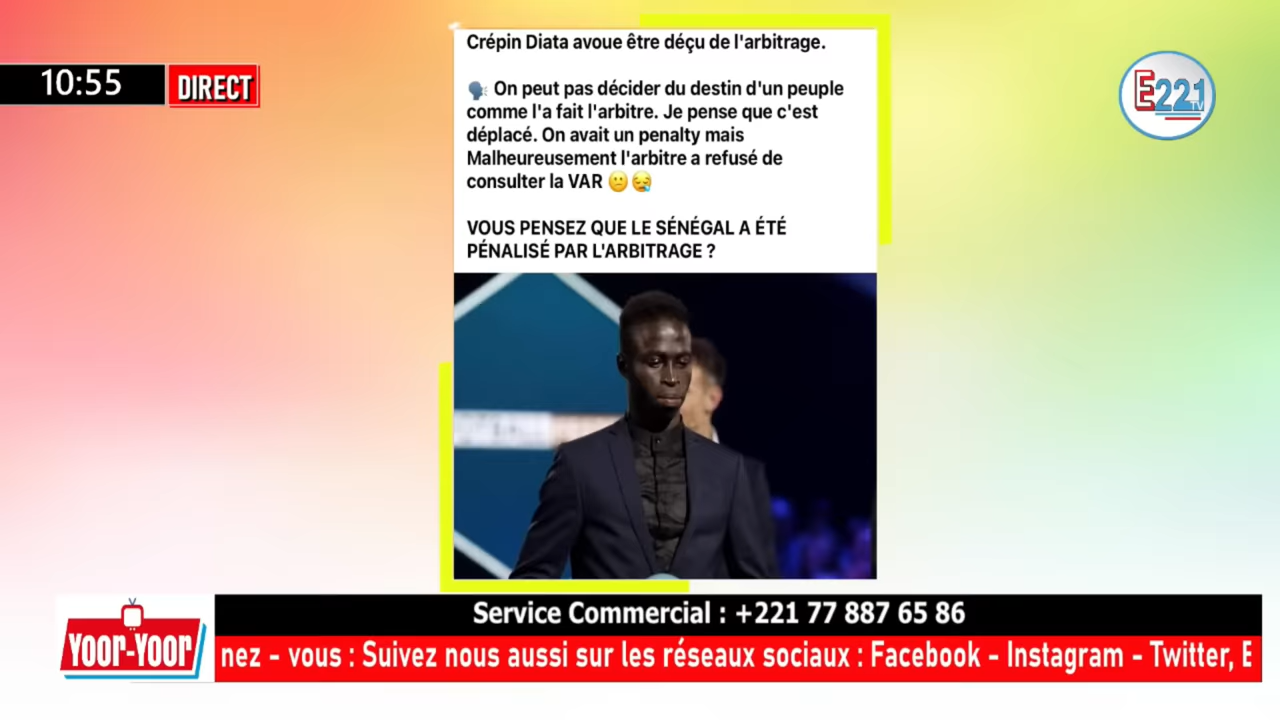 Crépin Diata avoue être déçu de l'arbitrage.
🗣 On peut pas décider du destin d'un peuple
comme l'a fait l'arbitre. Je pense que c'est
déplacé. On avait un penalty mais
Malheureusement l'arbitre a refusé de
consulter la VAR 😕😪
VOUS PENSEZ QUE LE SÉNÉGAL A ÉTÉ
PÉNALISÉ PAR L'ARBITRAGE ?
10:55 DIRECT
E221 TV
Service Commercial : +221 77 887 65 86
YOOR-YOOR
nez - vous : Suivez nous aussi sur les réseaux sociaux : Facebook - Instagram - Twitter, E